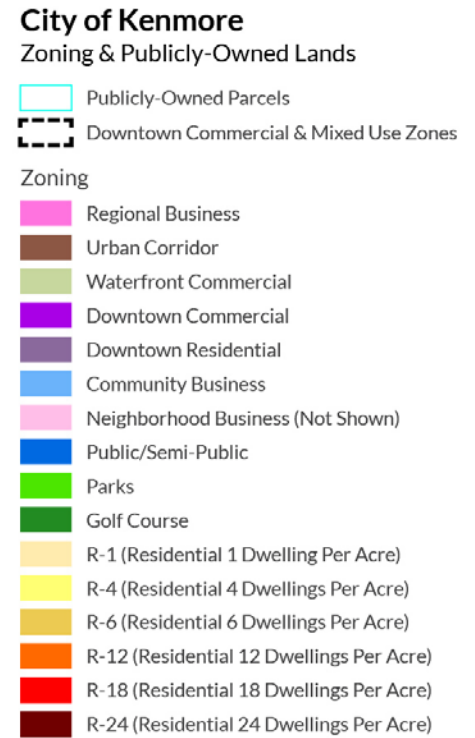 City of Kenmore
Zoning & Publicly-Owned Lands
Publicly-Owned Parcels
Downtown Commercial & Mixed Use Zones
Zoning
Regional Business
Urban Corridor
Waterfront Commercial
Downtown Commercial
Downtown Residential
Community Business
Neighborhood Business (Not Shown)
Public/Semi-Public
Parks
Golf Course
R-1 (Residential 1 Dwelling Per Acre)
R-4 (Residential 4 Dwellings Per Acre)
R-6 (Residential 6 Dwellings Per Acre)
R-12 (Residential 12 Dwellings Per Acre)
R-18 (Residential 18 Dwellings Per Acre)
R-24 (Residential 24 Dwellings Per Acre)